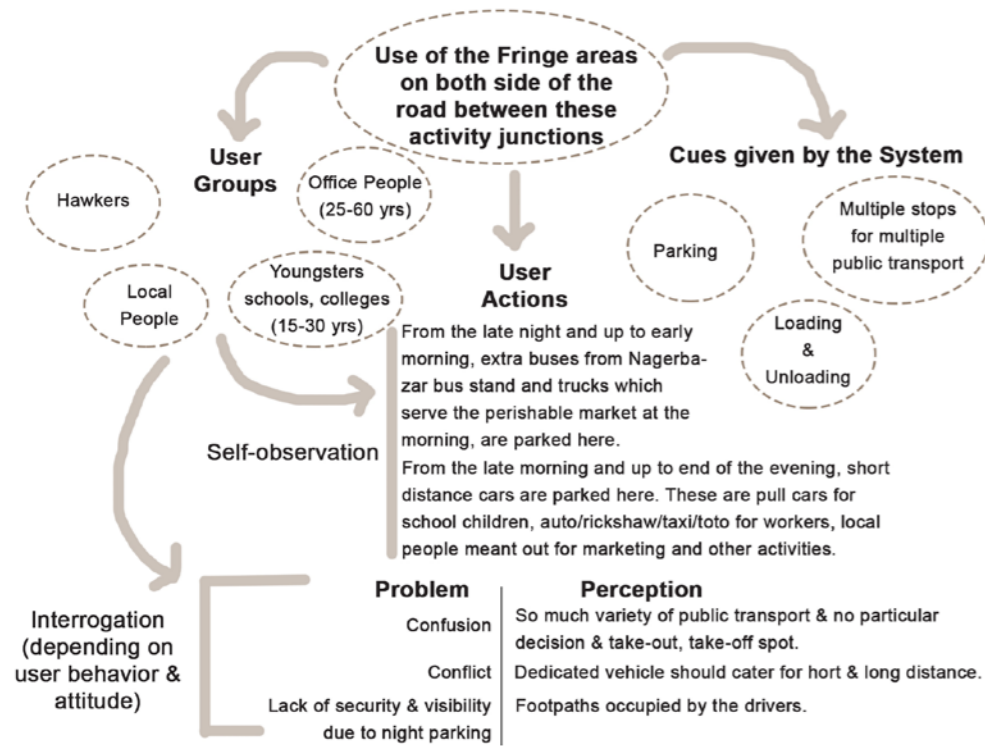 Use of the Fringe areas
on both side of the
road between these
activity junctions
User
Groups
Hawkers
Office People
(25-60 yrs)
Local
People
Youngsters
schools, colleges
(15-30 yrs)
Cues given by the System
Parking
Multiple stops
for multiple
public transport
Loading
&
Unloading
User
Actions
Self-observation
From the late night and up to early
morning, extra buses from Nagerba-
zar bus stand and trucks which
serve the perishable market at the
morning, are parked here.
From the late morning and up to end of the evening, short
distance cars are parked here. These are pull cars for
school children, auto/rickshaw/taxi/toto for workers, local
people meant out for marketing and other activities.
Interrogation
(depending on
user behavior &
attitude)
Problem
Perception
Confusion
So much variety of public transport & no particular
decision & take-out, take-off spot.
Conflict
Dedicated vehicle should cater for hort & long distance.
Lack of security & visibility
due to night parking
Footpaths occupied by the drivers.